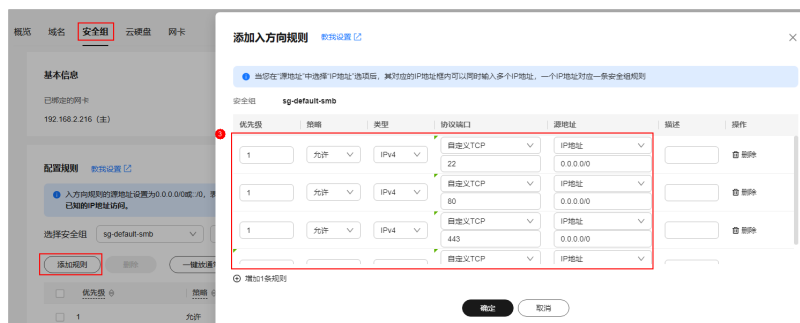 概览 域名 安全组 云硬盘 网卡
基本信息
已绑定的网卡
192.168.2.216（主）
配置规则 教我设置
入方向规则的源地址设置为0.0.0.0/0或::/0，表
已知的IP地址访问。
选择安全组 sg-default-smb
添加规则 删除 一键放通
优先级 策略
1 允许
添加入方向规则 教我设置
当您在“源地址”中选择“IP地址”选项后，其对应的IP地址框内可以同时输入多个IP地址，一个IP地址对应一条安全组规则
安全组 sg-default-smb
3
优先级 策略 类型 协议端口 源地址 描述 操作
自定义TCP IP地址
1 允许 IPv4 删除
22 0.0.0.0/0
自定义TCP IP地址
1 允许 IPv4 删除
80 0.0.0.0/0
自定义TCP IP地址
1 允许 IPv4 删除
443 0.0.0.0/0
自定义TCP IP地址
增加1条规则
确定 取消